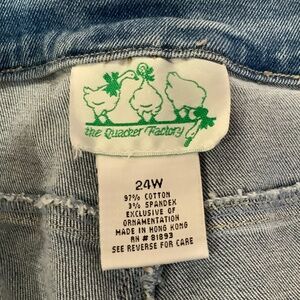 the Quacker Factory
24W
97% COTTON
3% SPANDEX
EXCLUSIVE OF
ORNAMENTATION
MADE IN HONG KONG
RN # 81893
SEE REVERSE FOR CARE